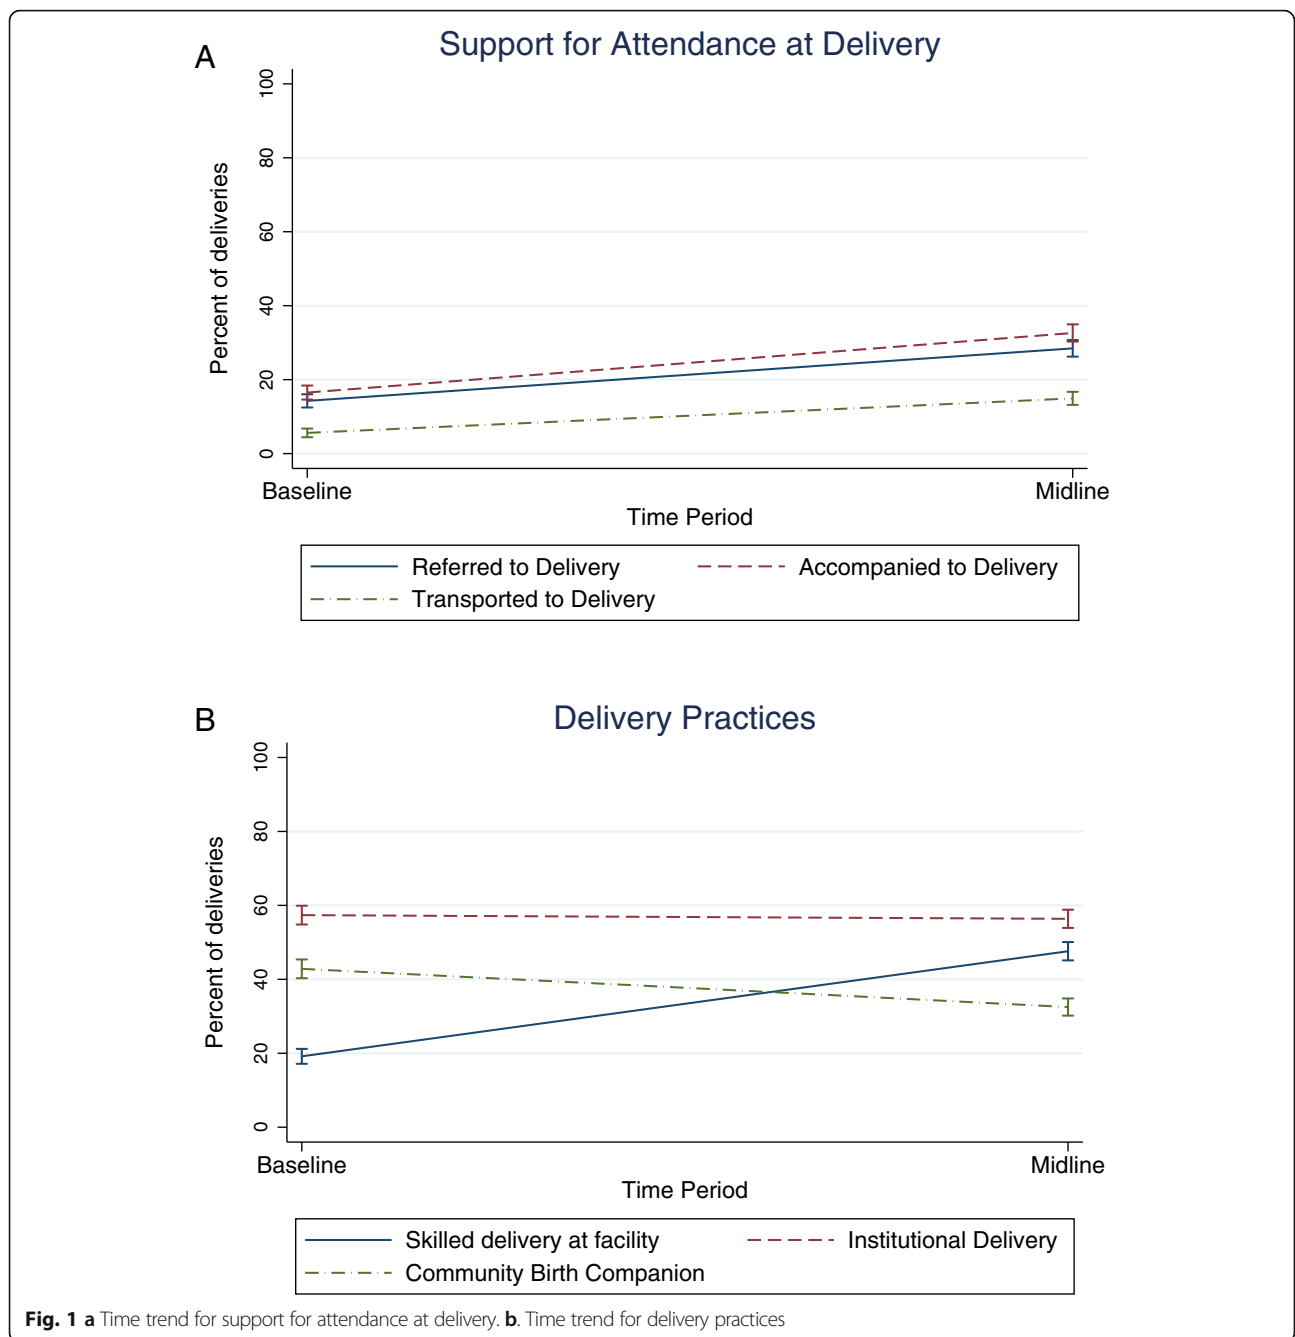 A
Support for Attendance at Delivery
Percent of deliveries
100
80
60
40
20
0
Baseline
Midline
Time Period
Referred to Delivery
Accompanied to Delivery
Transported to Delivery
B
Delivery Practices
Percent of deliveries
100
80
60
40
20
0
Baseline
Midline
Time Period
Skilled delivery at facility
Institutional Delivery
Community Birth Companion
Fig. 1 a Time trend for support for attendance at delivery. b. Time trend for delivery practices